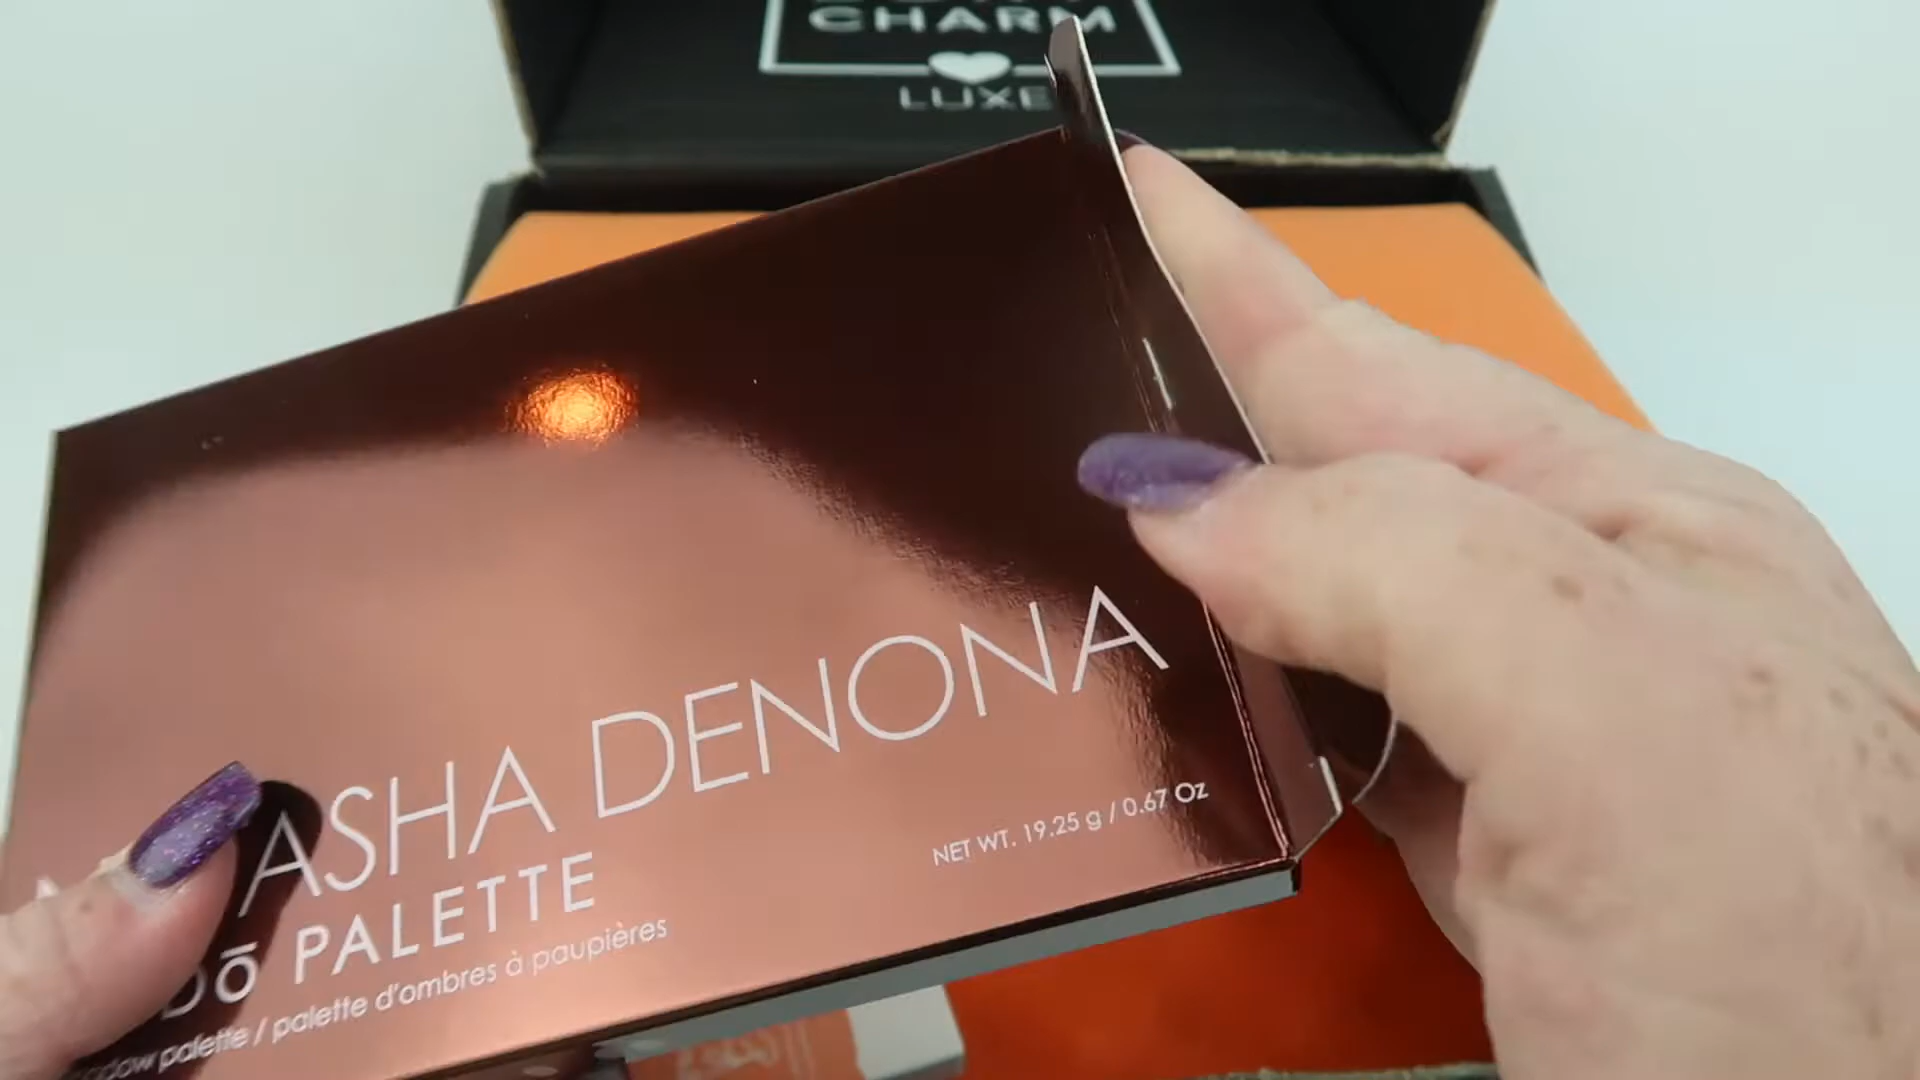 CHARM
LUXE
ASHA DENONA
PALETTE
NET WT. 19.25 g / 0.67 Oz
palette / palette d'ombres à paupières